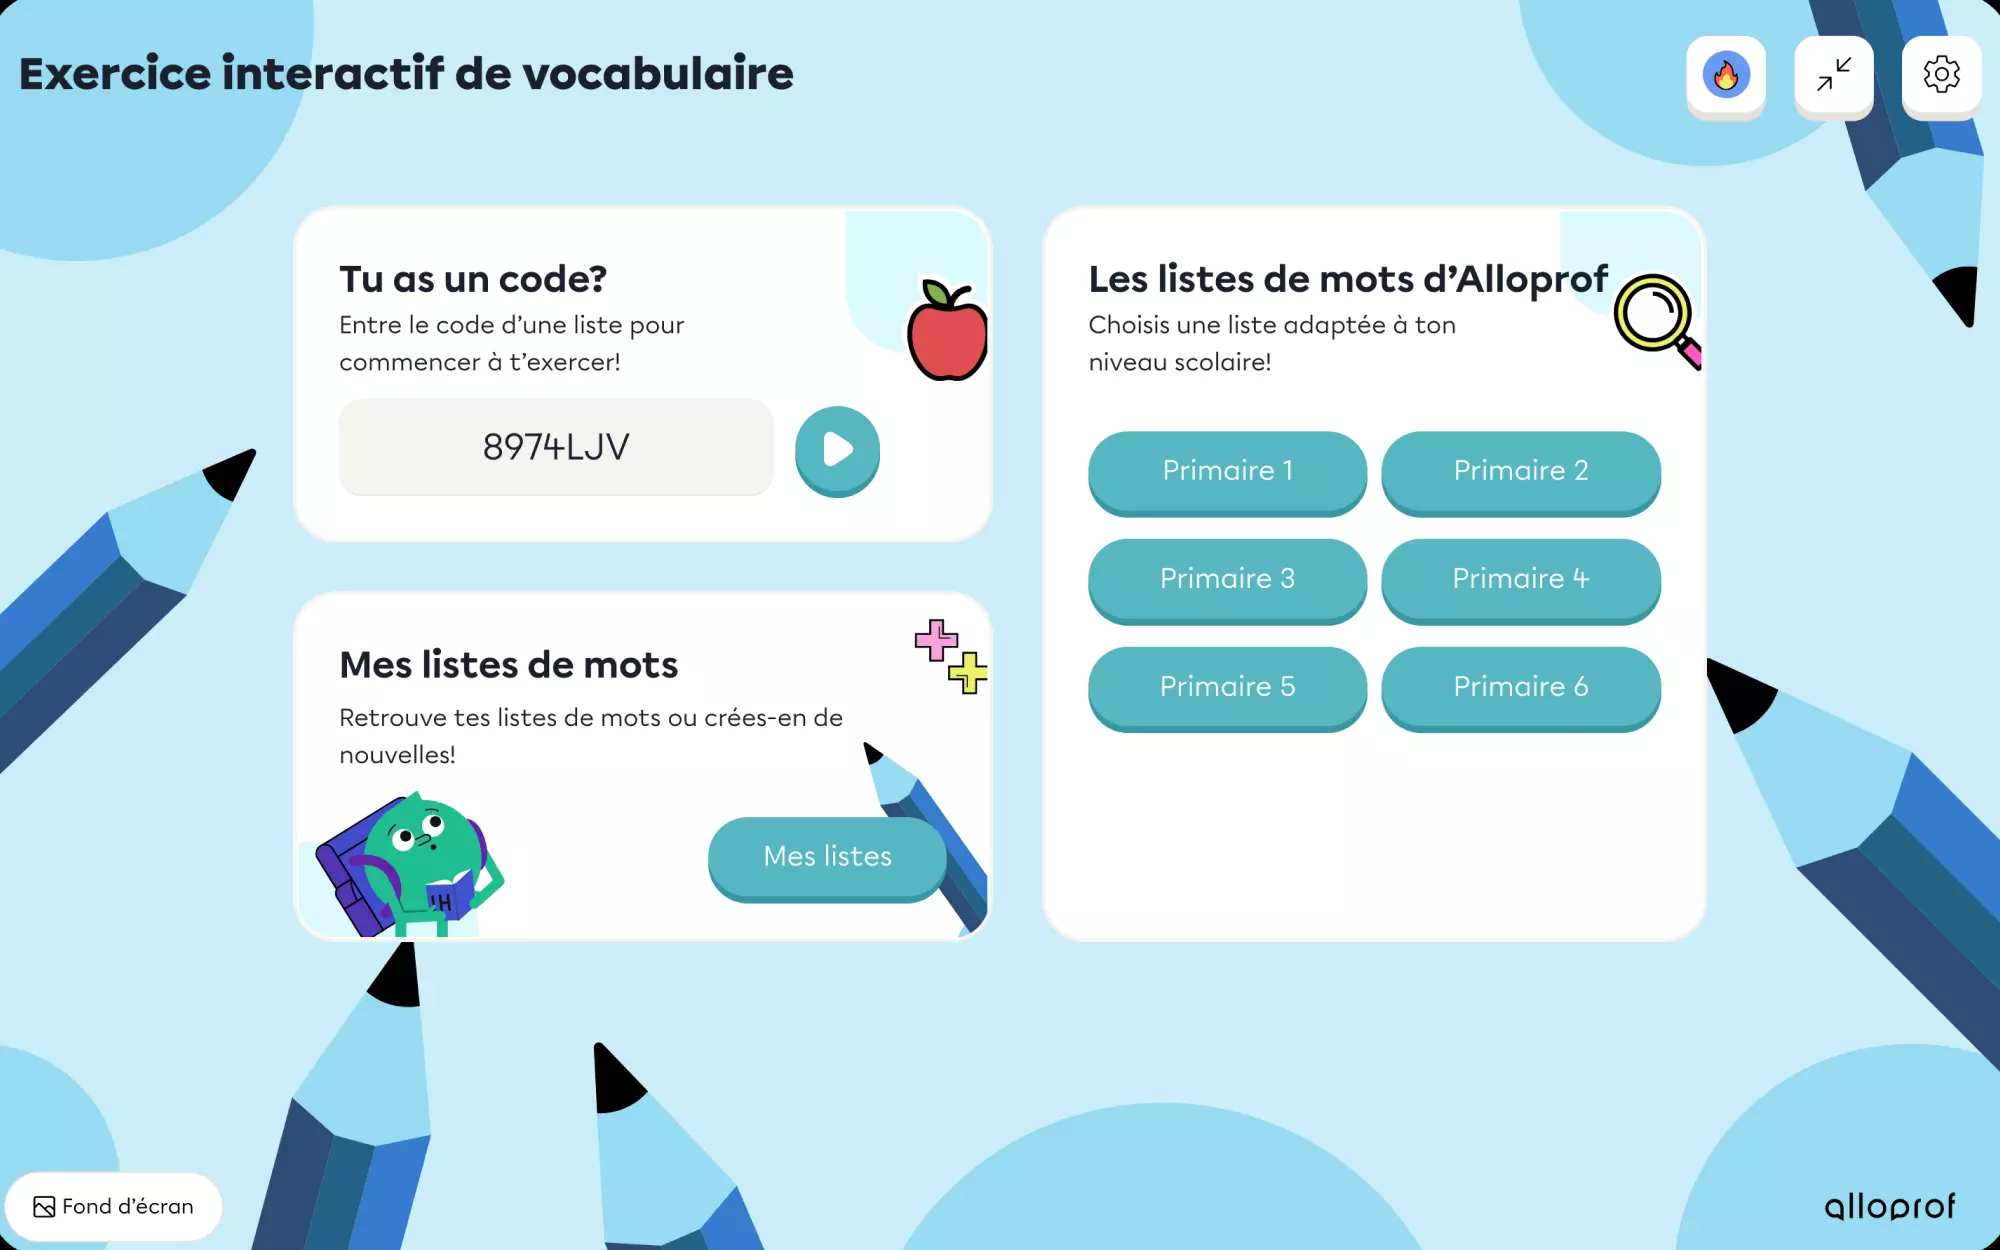 Exercice interactif de vocabulaire
Tu as un code?
Entre le code d’une liste pour
commencer à t’exercer!
8974LJV
Mes listes de mots
Retrouve tes listes de mots ou crées-en de
nouvelles!
Mes listes
Les listes de mots d’Alloprof
Choisis une liste adaptée à ton
niveau scolaire!
Primaire 1
Primaire 2
Primaire 3
Primaire 4
Primaire 5
Primaire 6
Fond d’écran
alloprof